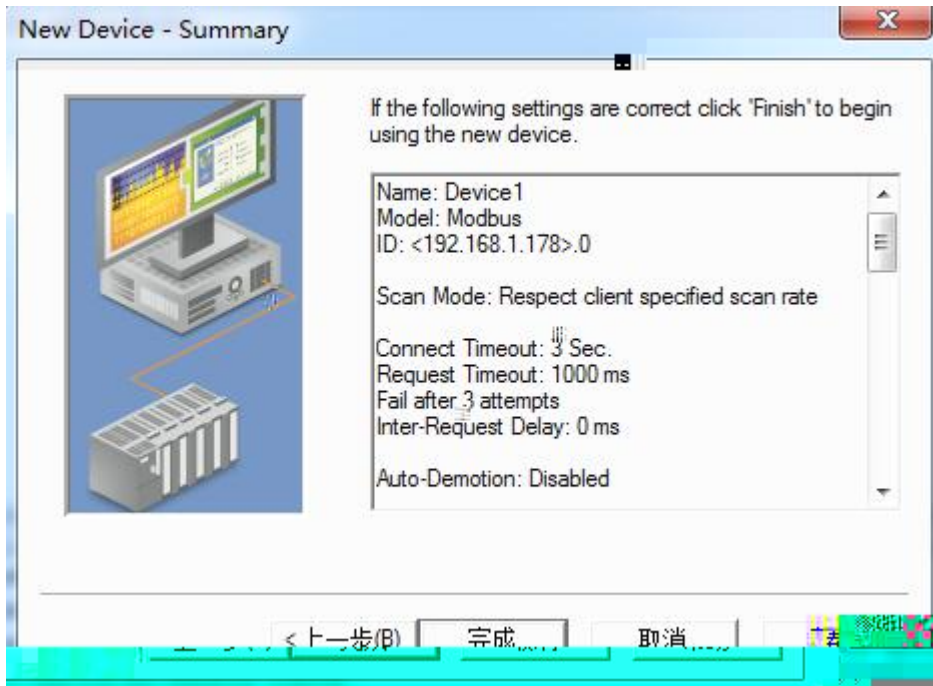 New Device - Summary
If the following settings are correct click 'Finish' to begin
using the new device.
Name: Device1
Model: Modbus
ID: <192.168.1.178>.0
Scan Mode: Respect client specified scan rate
Connect Timeout: 3 Sec.
Request Timeout: 1000 ms
Fail after 3 attempts
Inter-Request Delay: 0 ms
Auto-Demotion: Disabled
< 上一步(B) 完成 取消